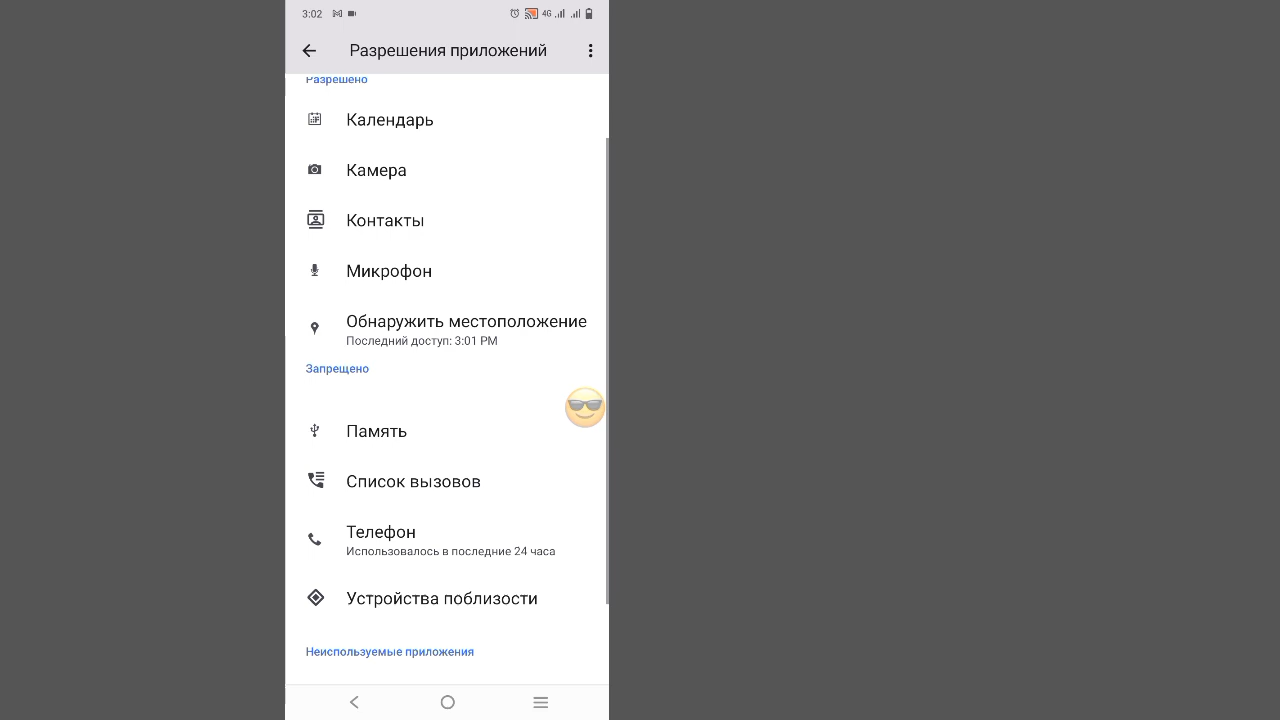 3:02
4G
Разрешения приложений
Разрешено
Календарь
Камера
Контакты
Микрофон
Обнаружить местоположение
Последний доступ: 3:01 PM
Запрещено
Память
Список вызовов
Телефон
Использовалось в последние 24 часа
Устройства поблизости
Неиспользуемые приложения